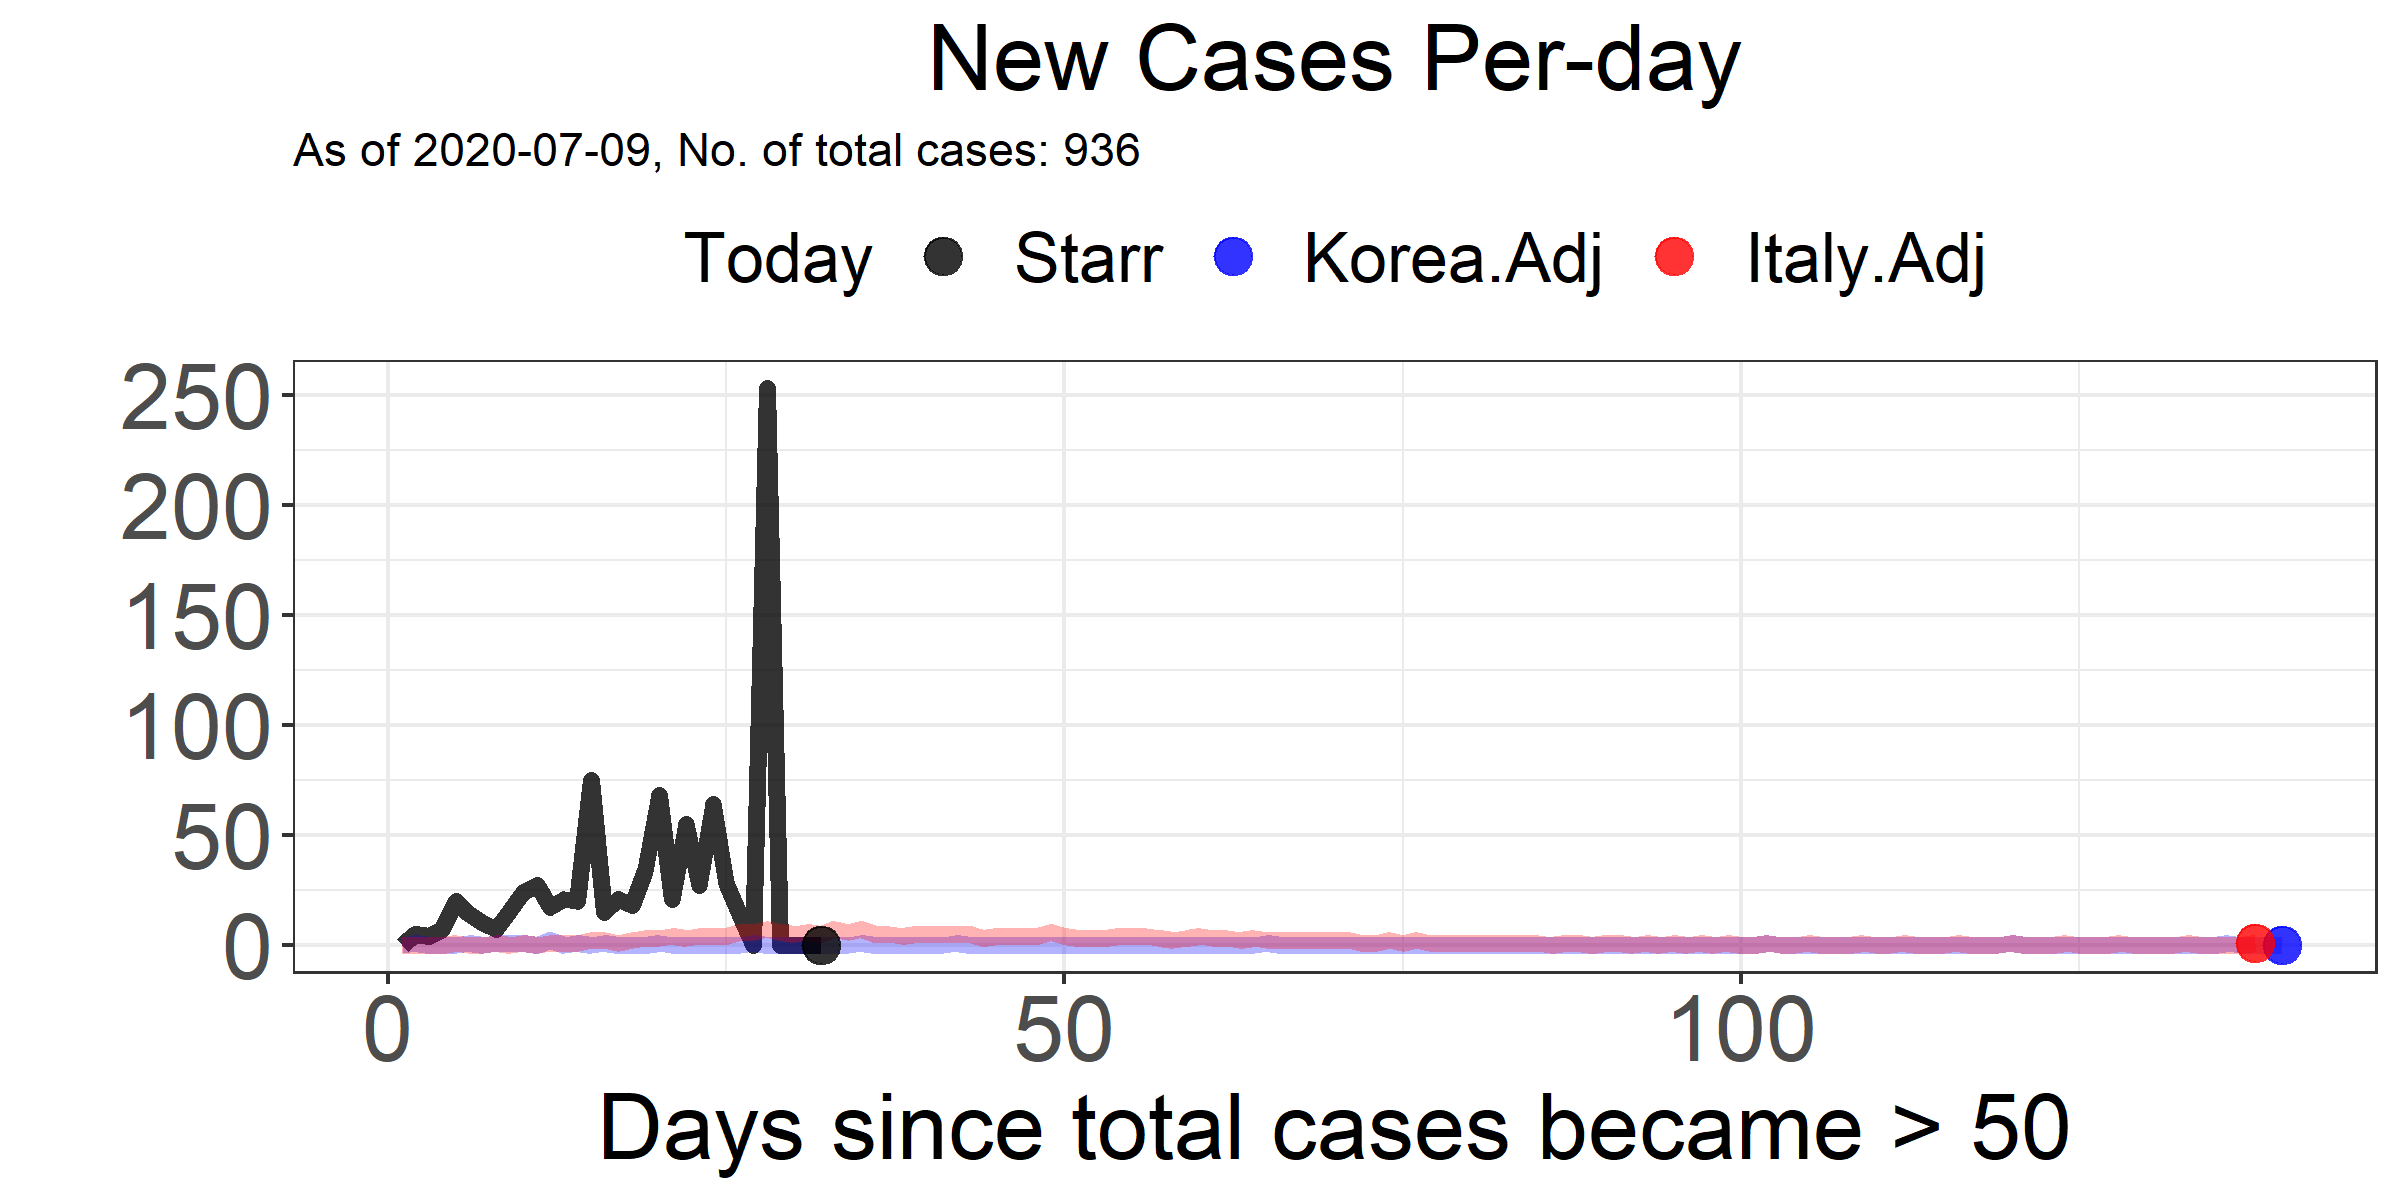 New Cases Per-day
As of 2020-07-09, No. of total cases: 936
Today Starr Korea.Adj Italy.Adj
250
200
150
100
50
0
0 50 100
Days since total cases became > 50